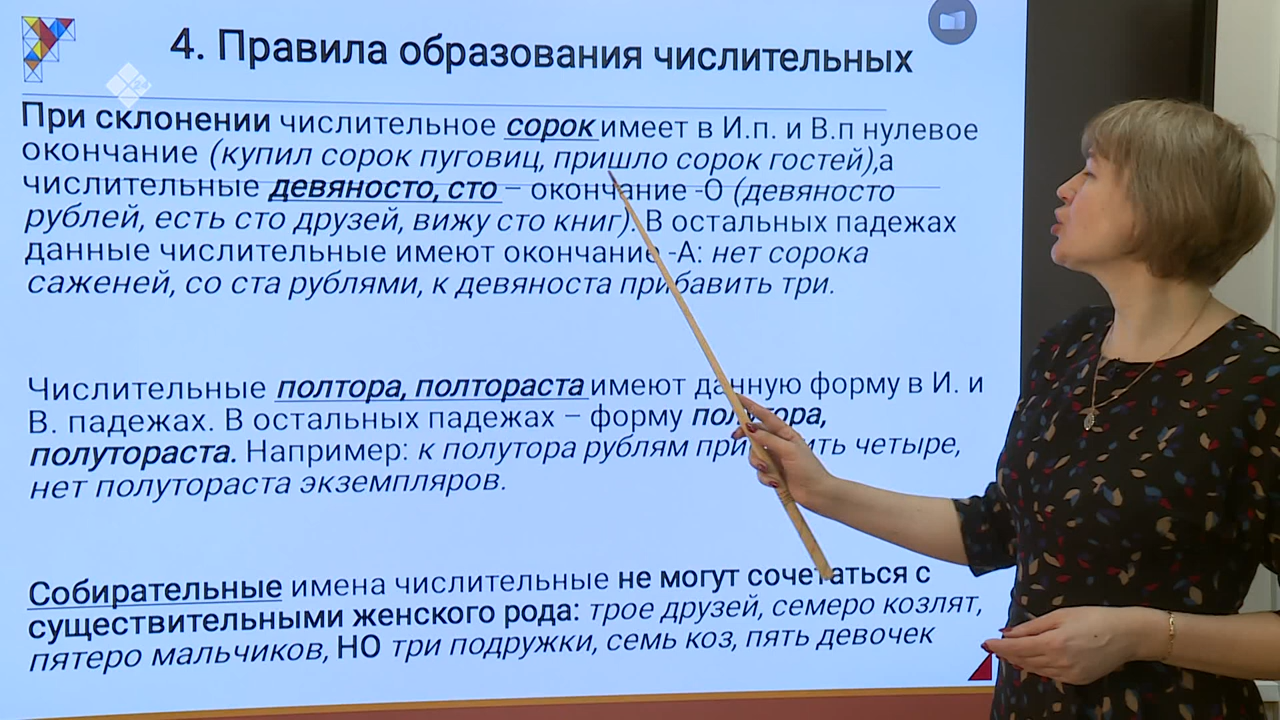 4. Правила образования числительных
При склонении числительное сорок имеет в И.п. и В.п нулевое
окончание (купил сорок пуговиц, пришло сорок гостей),а
числительные девяносто, сто – окончание -О (девяносто
рублей, есть сто друзей, вижу сто книг). В остальных падежах
данные числительные имеют окончание -А: нет сорока
саженей, со ста рублями, к девяноста прибавить три.
Числительные полтора, полтораста имеют данную форму в И. и
В. падежах. В остальных падежах – форму полутора,
полутораста. Например: к полутора рублям прибавить четыре,
нет полутораста экземпляров.
Собирательные имена числительные не могут сочетаться с
существительными женского рода: трое друзей, семеро козлят,
пятеро мальчиков, НО три подружки, семь коз, пять девочек